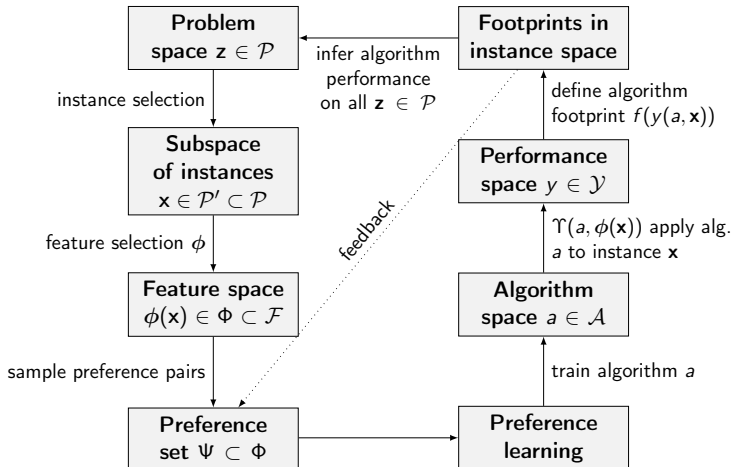 Problem
space z ∈ 𝒫
instance selection
Subspace
of instances
x ∈ 𝒫′ ⊂ 𝒫
feature selection ϕ
Feature space
ϕ(x) ∈ Φ ⊂ ℱ
sample preference pairs
Preference
set Ψ ⊂ Φ
Preference
learning
train algorithm a
Algorithm
space a ∈ 𝒜
ϒ(a, ϕ(x)) apply alg.
a to instance x
Performance
space y ∈ 𝒴
define algorithm
footprint f(y(a, x))
Footprints in
instance space
infer algorithm
performance
on all z ∈ 𝒫
feedback